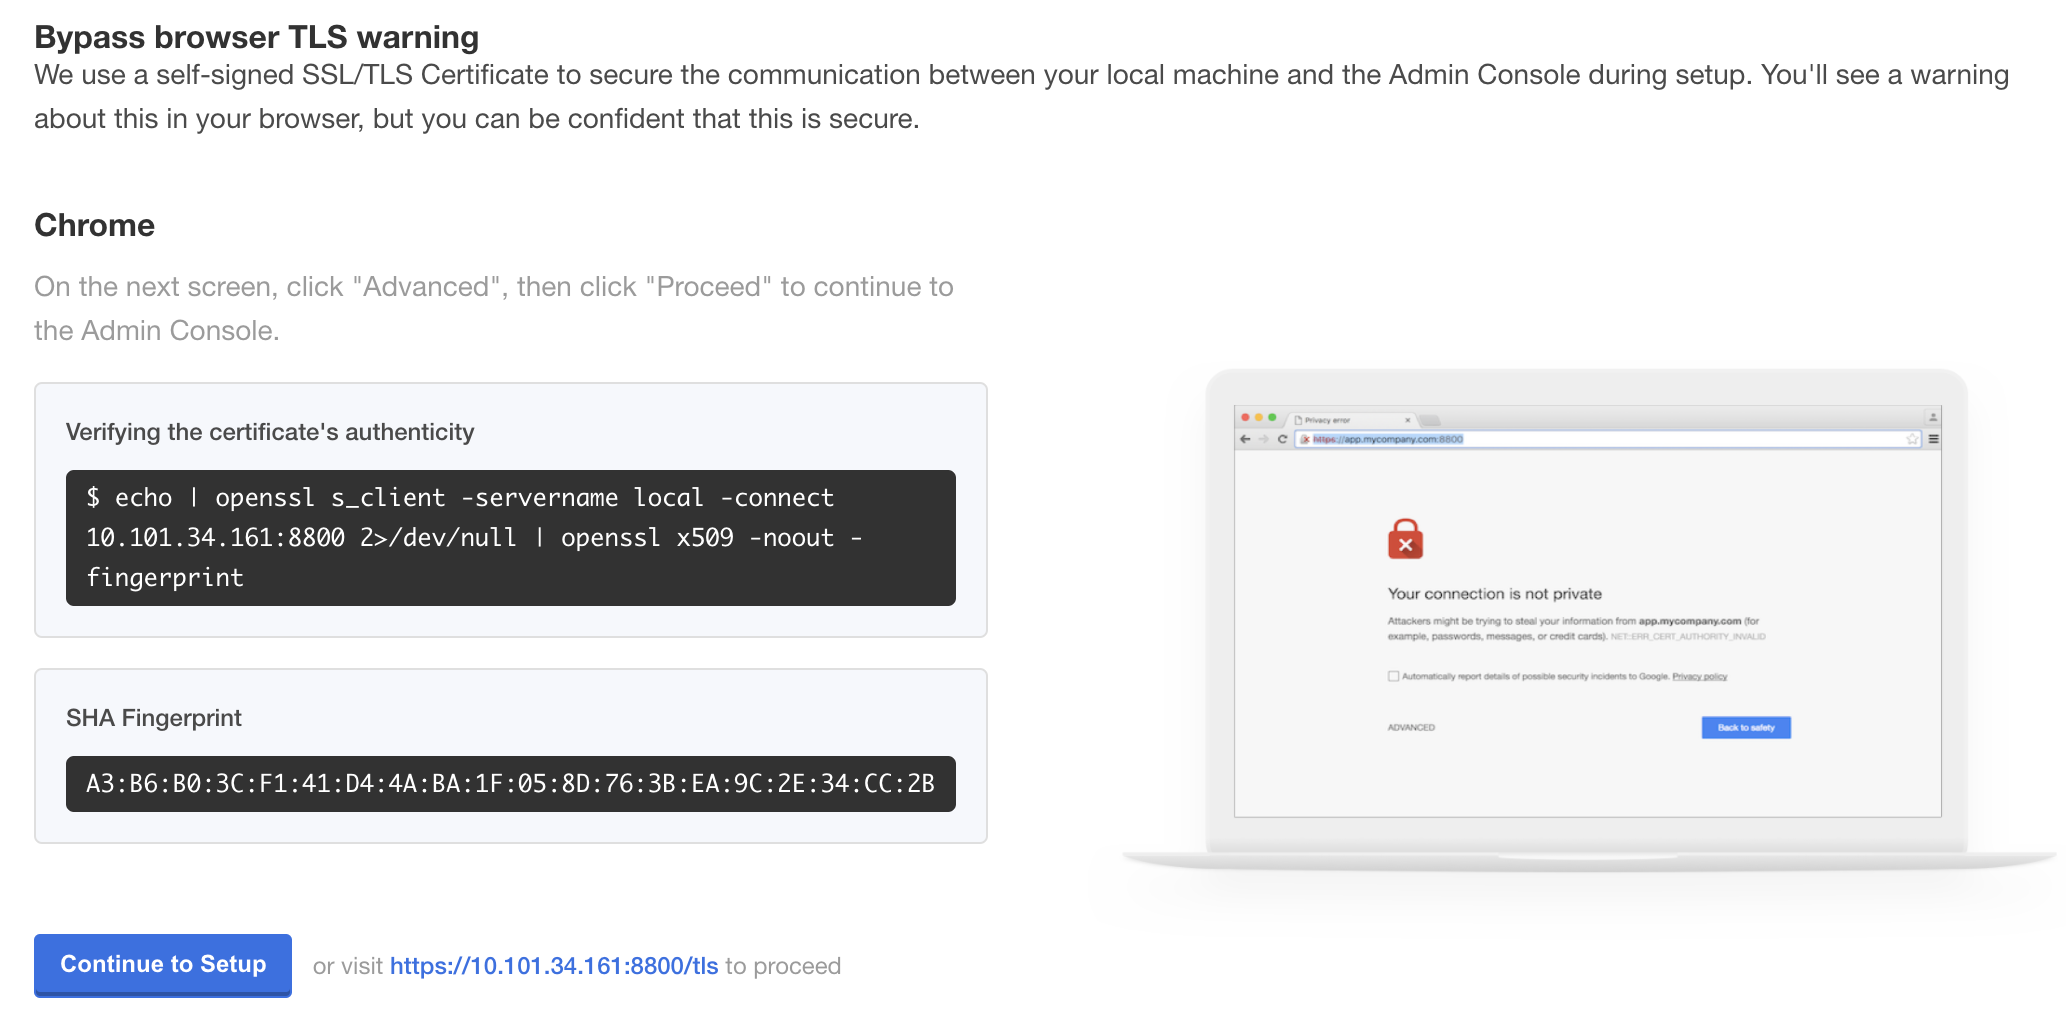 Bypass browser TLS warning
We use a self-signed SSL/TLS Certificate to secure the communication between your local machine and the Admin Console during setup. You'll see a warning
about this in your browser, but you can be confident that this is secure.
Chrome
On the next screen, click "Advanced", then click "Proceed" to continue to
the Admin Console.
Verifying the certificate's authenticity
$ echo | openssl s_client -servername local -connect
10.101.34.161:8800 2>/dev/null | openssl x509 -noout -
fingerprint
SHA Fingerprint
A3:B6:B0:3C:F1:41:D4:4A:BA:1F:05:8D:76:3B:EA:9C:2E:34:CC:2B
Continue to Setup
or visit https://10.101.34.161:8800/tls to proceed
Privacy error
https://app.mycompany.com:8800
Your connection is not private
Attackers might be trying to steal your information from app.mycompany.com (for
example, passwords, messages, or credit cards). NET::ERR_CERT_AUTHORITY_INVALID
Automatically report details of possible security incidents to Google. Privacy policy
ADVANCED
Back to safety